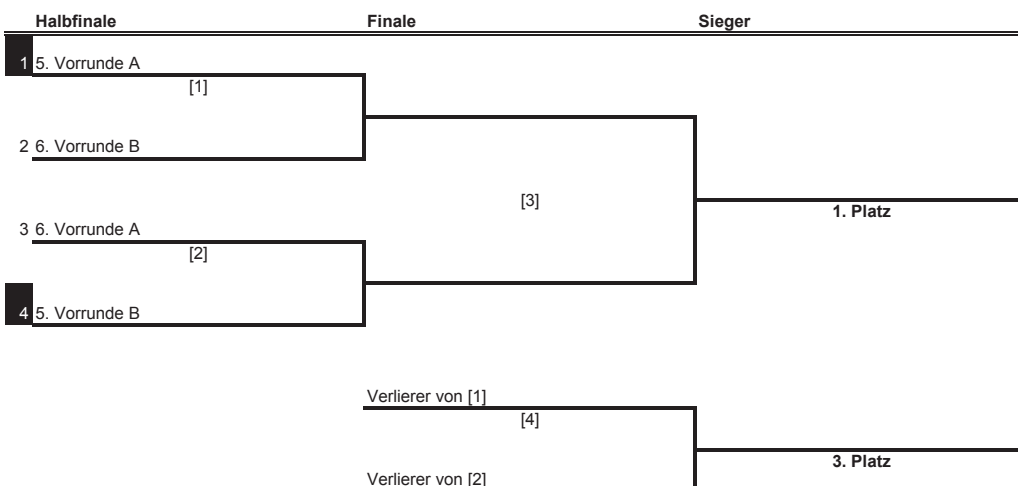 Halbfinale Finale Sieger
1 5. Vorrunde A
[1]
2 6. Vorrunde B
[3]
1. Platz
3 6. Vorrunde A
[2]
4 5. Vorrunde B
Verlierer von [1]
[4]
3. Platz
Verlierer von [2]